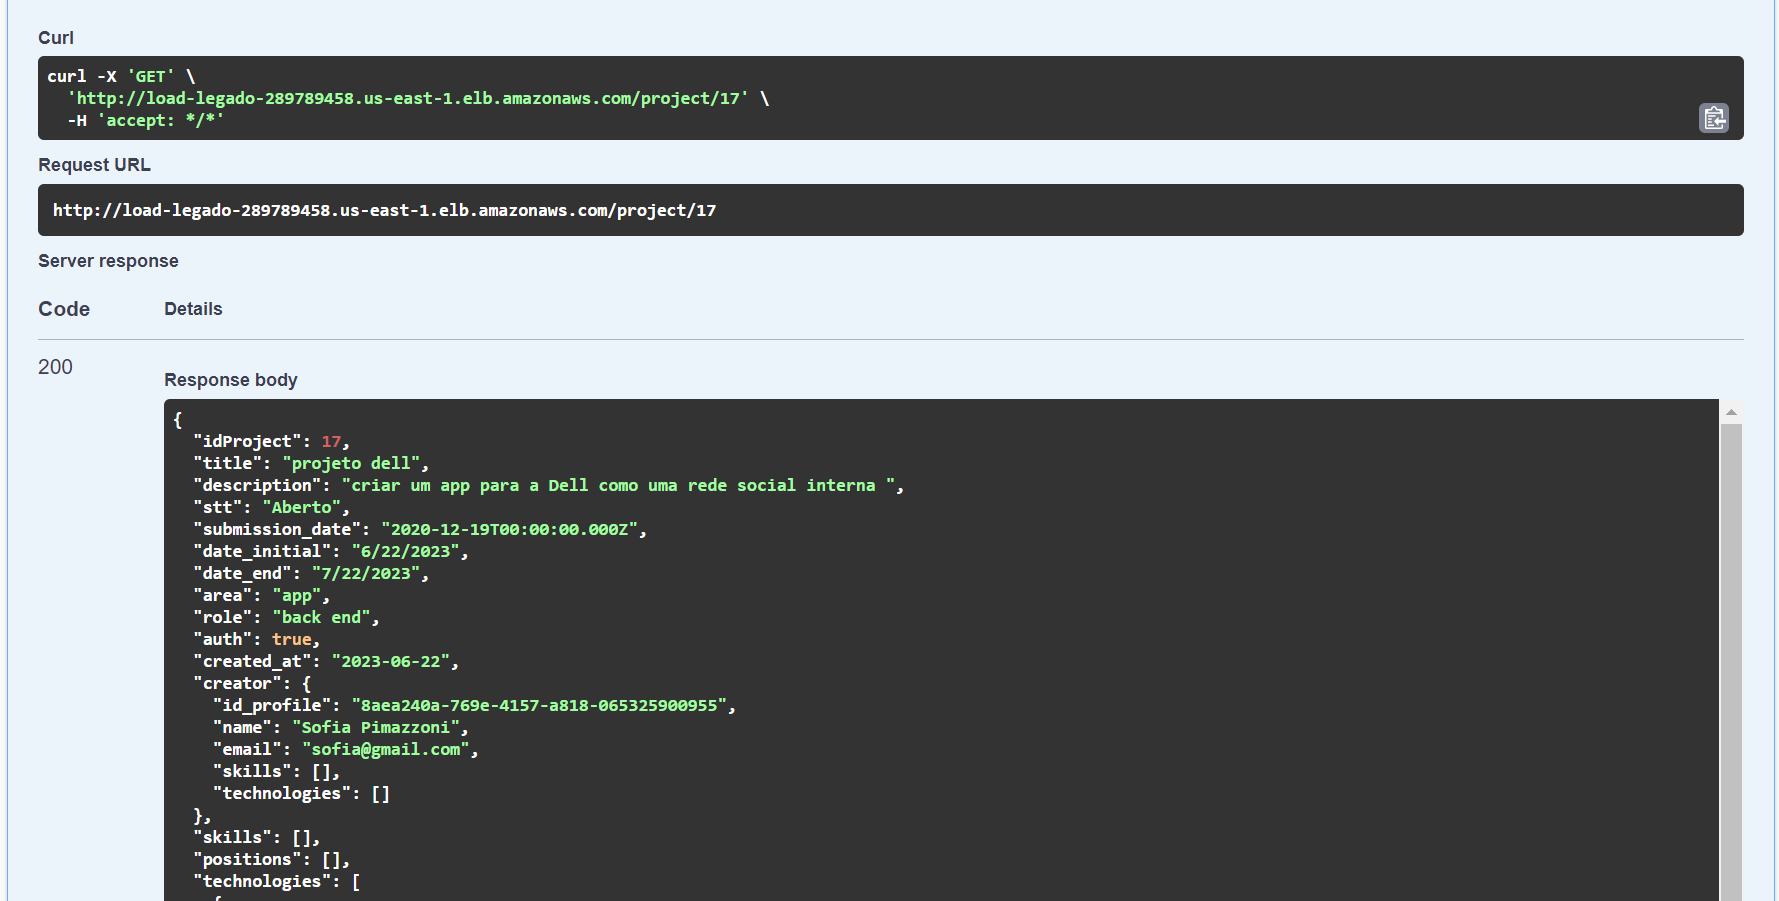 Curl
curl -X 'GET' \
  'http://load-legado-289789458.us-east-1.elb.amazonaws.com/project/17' \
  -H 'accept: */*'
Request URL
http://load-legado-289789458.us-east-1.elb.amazonaws.com/project/17
Server response
Code Details
200
Response body
{
  "idProject": 17,
  "title": "projeto dell",
  "description": "criar um app para a Dell como uma rede social interna ",
  "stt": "Aberto",
  "submission_date": "2020-12-19T00:00:00.000Z",
  "date_initial": "6/22/2023",
  "date_end": "7/22/2023",
  "area": "app",
  "role": "back end",
  "auth": true,
  "created_at": "2023-06-22",
  "creator": {
    "id_profile": "8aea240a-769e-4157-a818-065325900955",
    "name": "Sofia Pimazzoni",
    "email": "sofia@gmail.com",
    "skills": [],
    "technologies": []
  },
  "skills": [],
  "positions": [],
  "technologies": [
    {